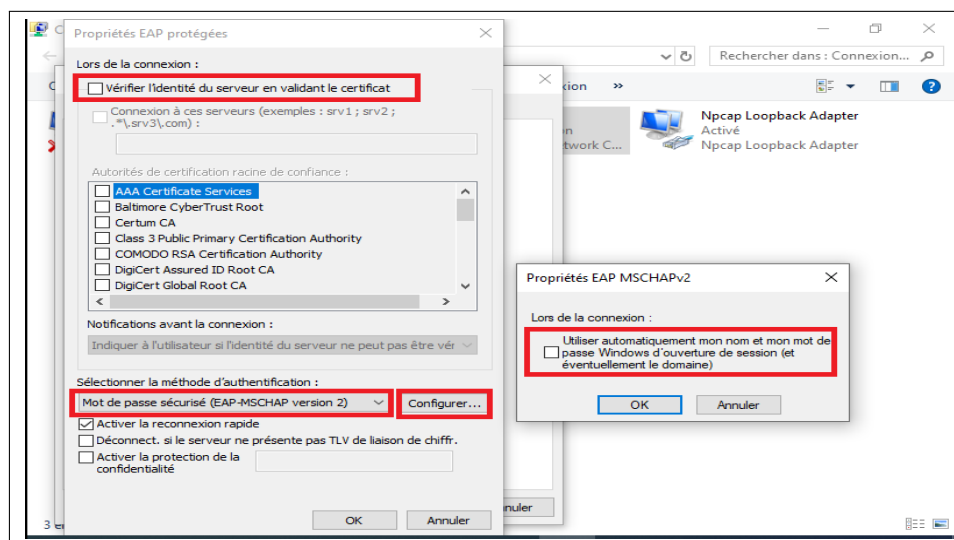 Propriétés EAP protégées
Lors de la connexion :
Vérifier l'identité du serveur en validant le certificat
Connexion à ces serveurs (exemples : srv1 ; srv2 ;
.*\.srv3\.com) :
Autorités de certification racine de confiance :
AAA Certificate Services
Baltimore CyberTrust Root
Certum CA
Class 3 Public Primary Certification Authority
COMODO RSA Certification Authority
DigiCert Assured ID Root CA
DigiCert Global Root CA
Notifications avant la connexion :
Indiquer à l'utilisateur si l'identité du serveur ne peut pas être vér
Sélectionner la méthode d'authentification :
Mot de passe sécurisé (EAP-MSCHAP version 2)
Configurer...
Activer la reconnexion rapide
Déconnect. si le serveur ne présente pas TLV de liaison de chiffr.
Activer la protection de la
confidentialité
OK
Annuler
Rechercher dans : Connexion...
Npcap Loopback Adapter
Activé
Npcap Loopback Adapter
Propriétés EAP MSCHAPv2
Lors de la connexion :
Utiliser automatiquement mon nom et mon mot de
passe Windows d'ouverture de session (et
éventuellement le domaine)
OK
Annuler